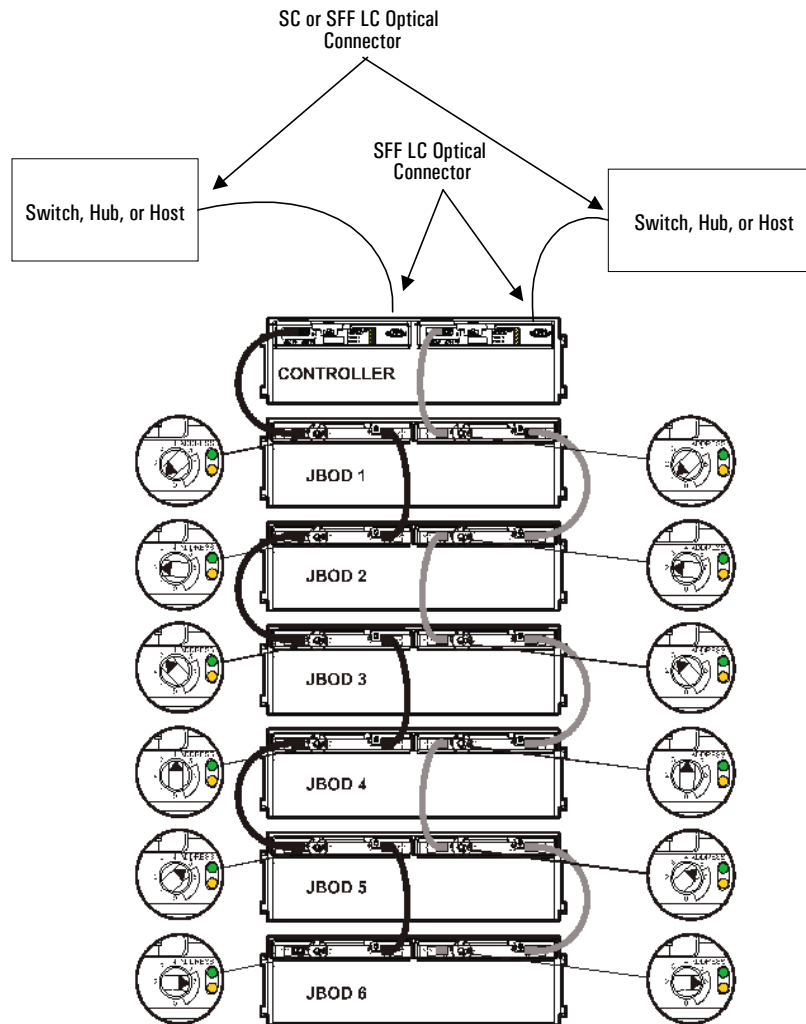 SC or SFF LC Optical
Connector
SFF LC Optical
Connector
Switch, Hub, or Host
Switch, Hub, or Host
CONTROLLER
JBOD 1
JBOD 2
JBOD 3
JBOD 4
JBOD 5
JBOD 6